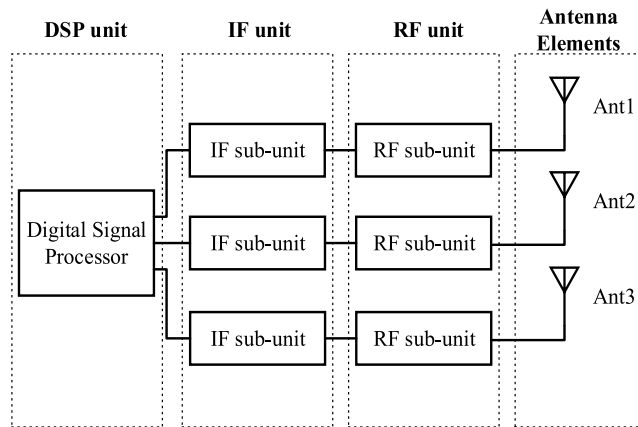 DSP unit
IF unit
RF unit
Antenna
Elements
Ant1
IF sub-unit
RF sub-unit
Ant2
Digital Signal
Processor
IF sub-unit
RF sub-unit
Ant3
IF sub-unit
RF sub-unit